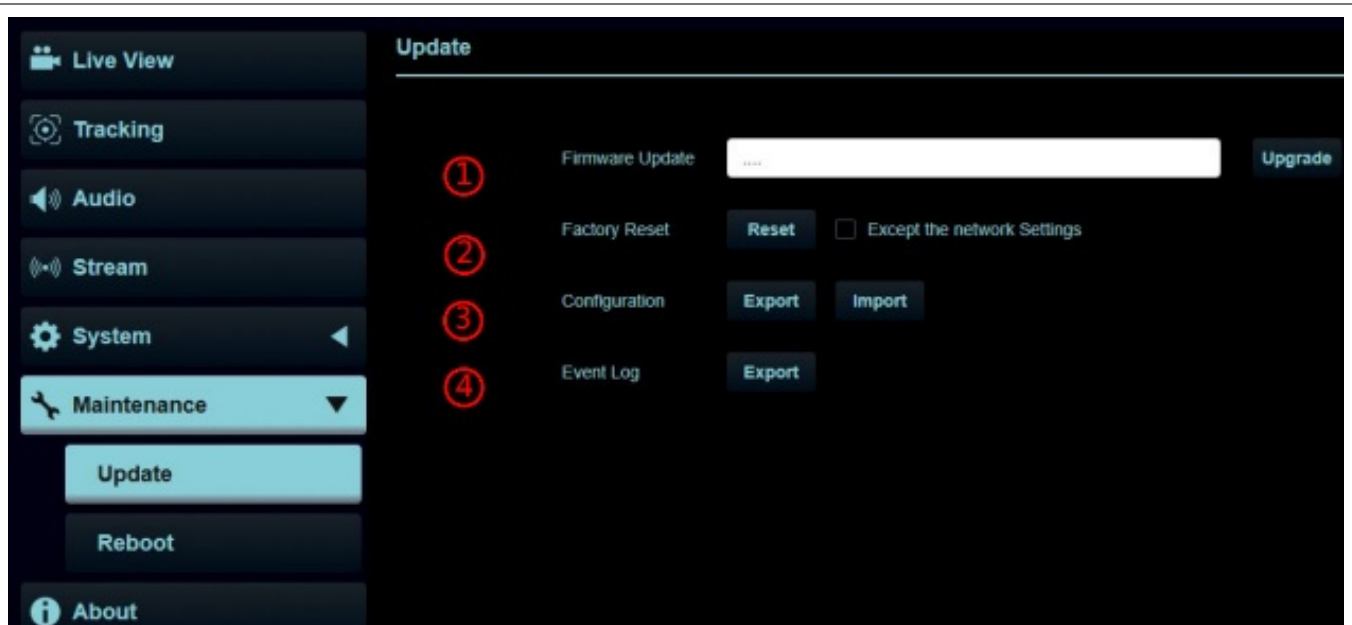 Live View
Tracking
Audio
Stream
System
Maintenance
Update
Reboot
About
Update
① Firmware Update .... Upgrade
② Factory Reset Reset Except the network Settings
③ Configuration Export Import
④ Event Log Export